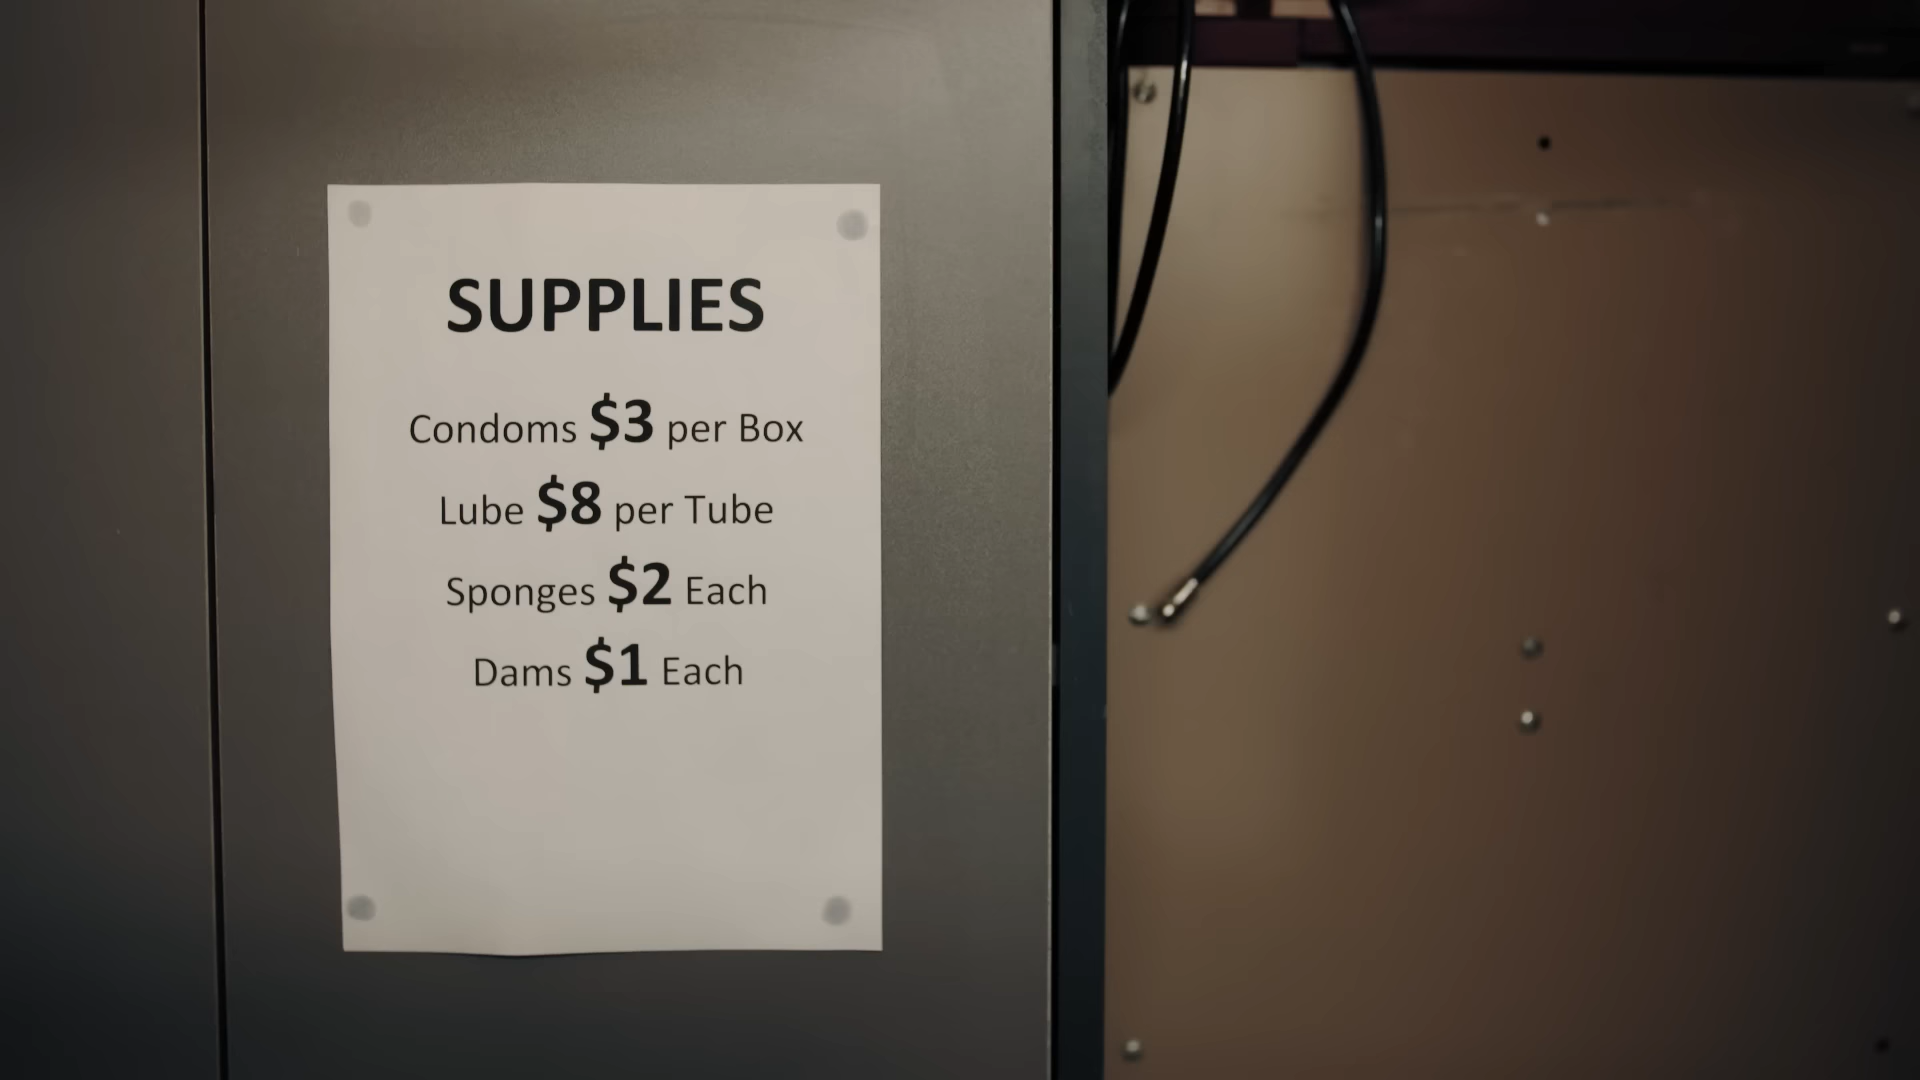 SUPPLIES
Condoms $3 per Box
Lube $8 per Tube
Sponges $2 Each
Dams $1 Each